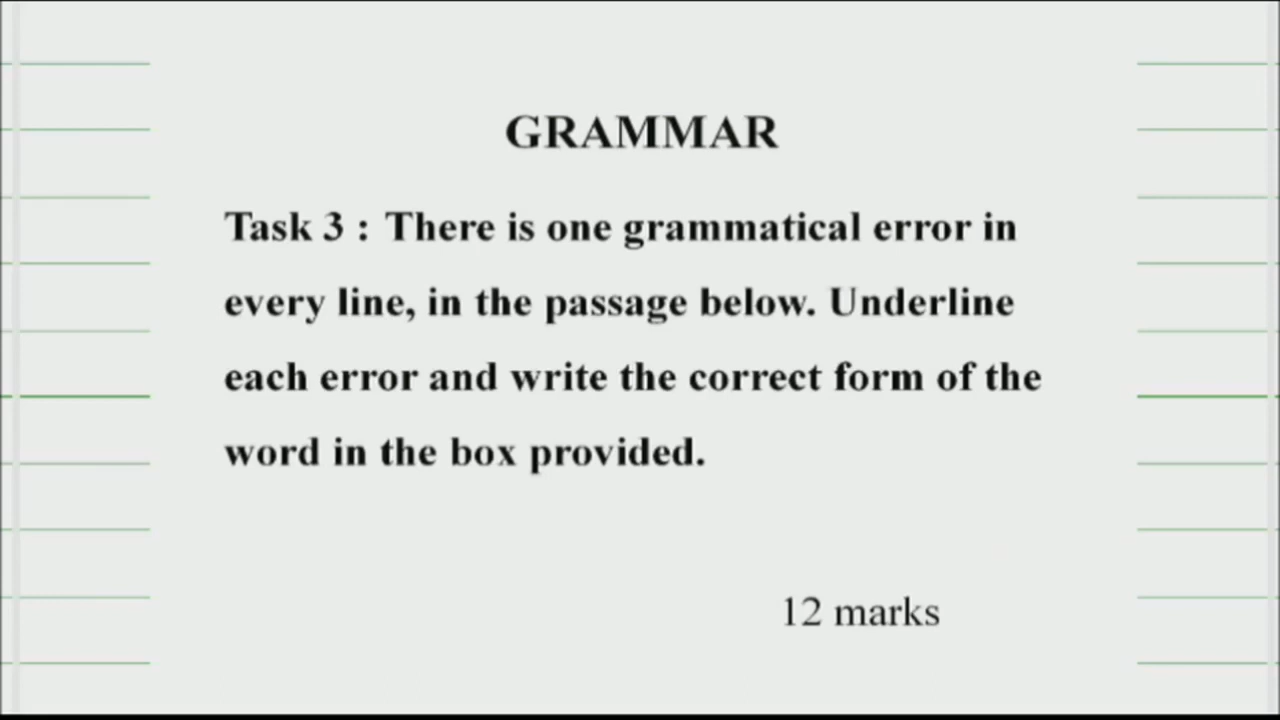 GRAMMAR
Task 3 : There is one grammatical error in
every line, in the passage below. Underline
each error and write the correct form of the
word in the box provided.
12 marks